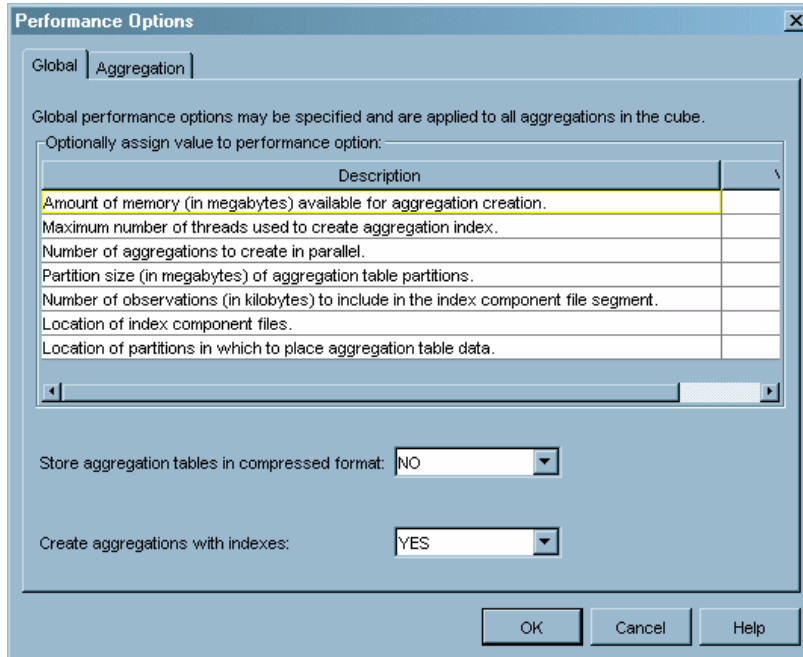 Performance Options
Global
Aggregation
Global performance options may be specified and are applied to all aggregations in the cube.
Optionally assign value to performance option:
Description
Amount of memory (in megabytes) available for aggregation creation.
Maximum number of threads used to create aggregation index.
Number of aggregations to create in parallel.
Partition size (in megabytes) of aggregation table partitions.
Number of observations (in kilobytes) to include in the index component file segment.
Location of index component files.
Location of partitions in which to place aggregation table data.
Store aggregation tables in compressed format: NO
Create aggregations with indexes: YES
OK Cancel Help